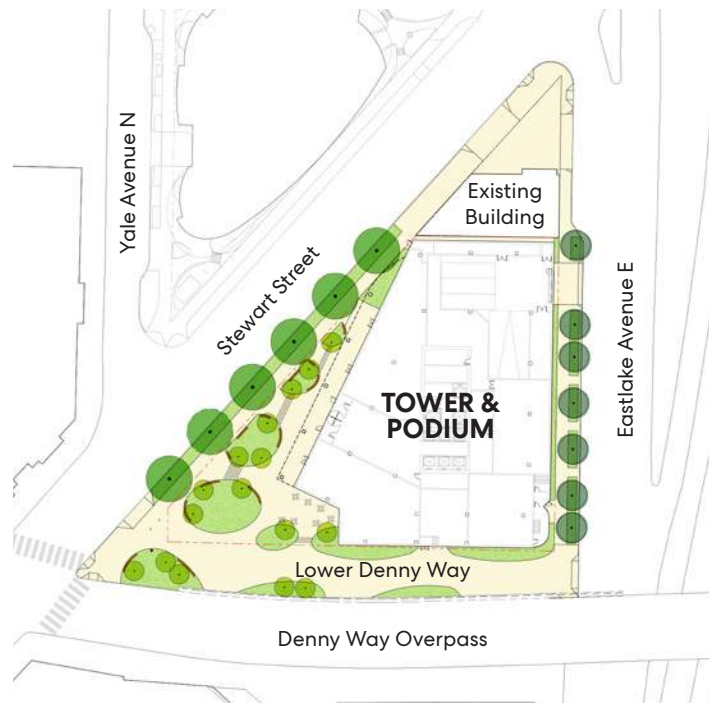 Yale Avenue N
Existing
Building
Stewart Street
Eastlake Avenue E
TOWER &
PODIUM
Lower Denny Way
Denny Way Overpass